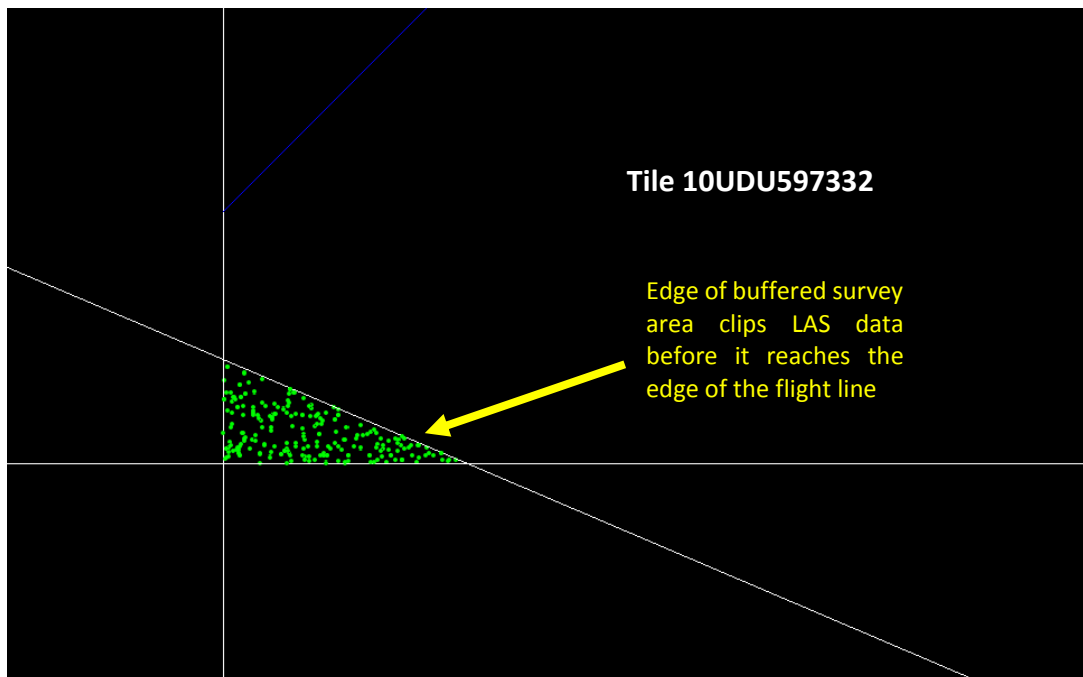 Tile 10UDU597332
Edge of buffered survey
area clips LAS data
before it reaches the
edge of the flight line